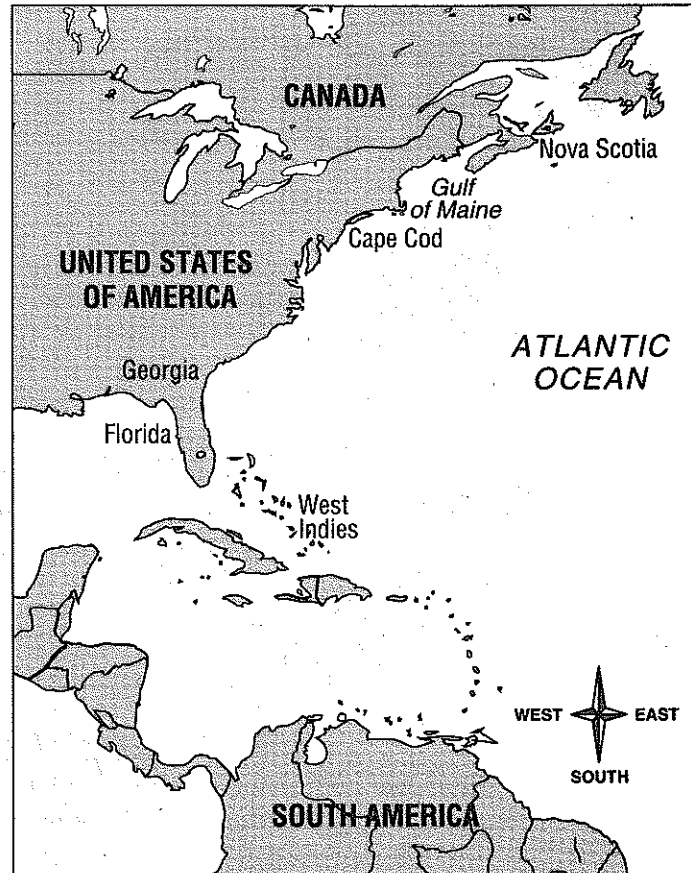 CANADA
Nova Scotia
Gulf
of Maine
Cape Cod
UNITED STATES
OF AMERICA
ATLANTIC
OCEAN
Georgia
Florida
West
Indies
WEST EAST
SOUTH
SOUTH AMERICA